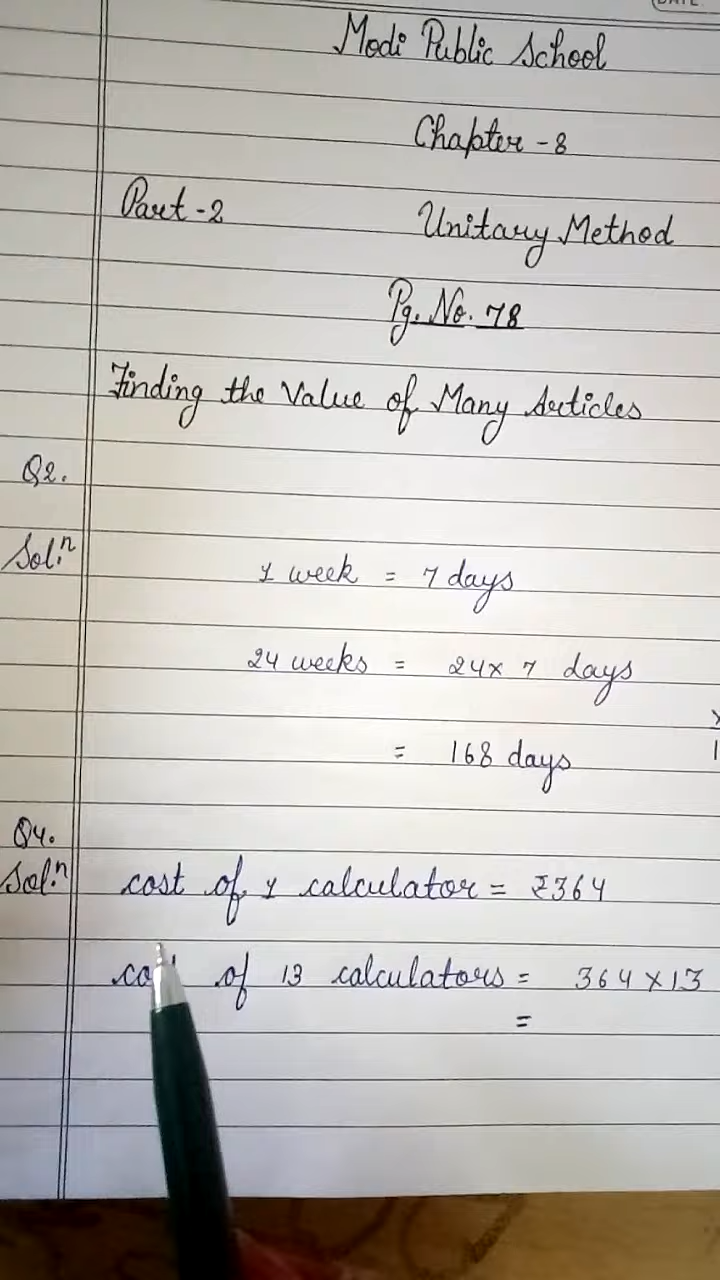 Modi Public School
Chapter - 8
Part - 2 Unitary Method
Pg. No. 78
Finding the Value of Many Articles
Q2.
Sol.n 1 week = 7 days
24 weeks = 24 x 7 days
= 168 days
Q4.
Sol.n cost of 1 calculator = ₹364
of 13 calculators = 364 x 13
=